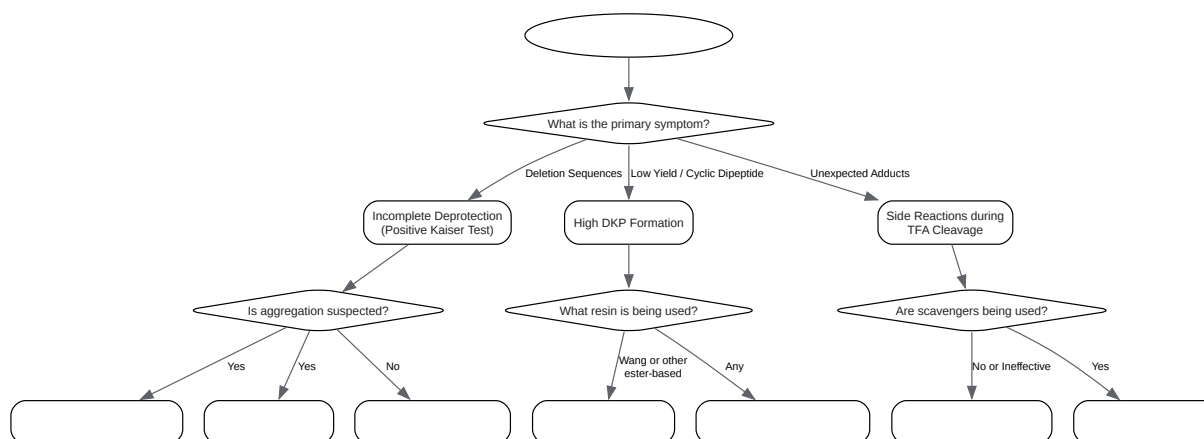 What is the primary symptom?
Deletion Sequences
Low Yield / Cyclic Dipeptide
Unexpected Adducts
Incomplete Deprotection
(Positive Kaiser Test)
High DKP Formation
Side Reactions during
TFA Cleavage
Is aggregation suspected?
What resin is being used?
Are scavengers being used?
Yes
Yes
No
Wang or other
ester-based
Any
No or Ineffective
Yes